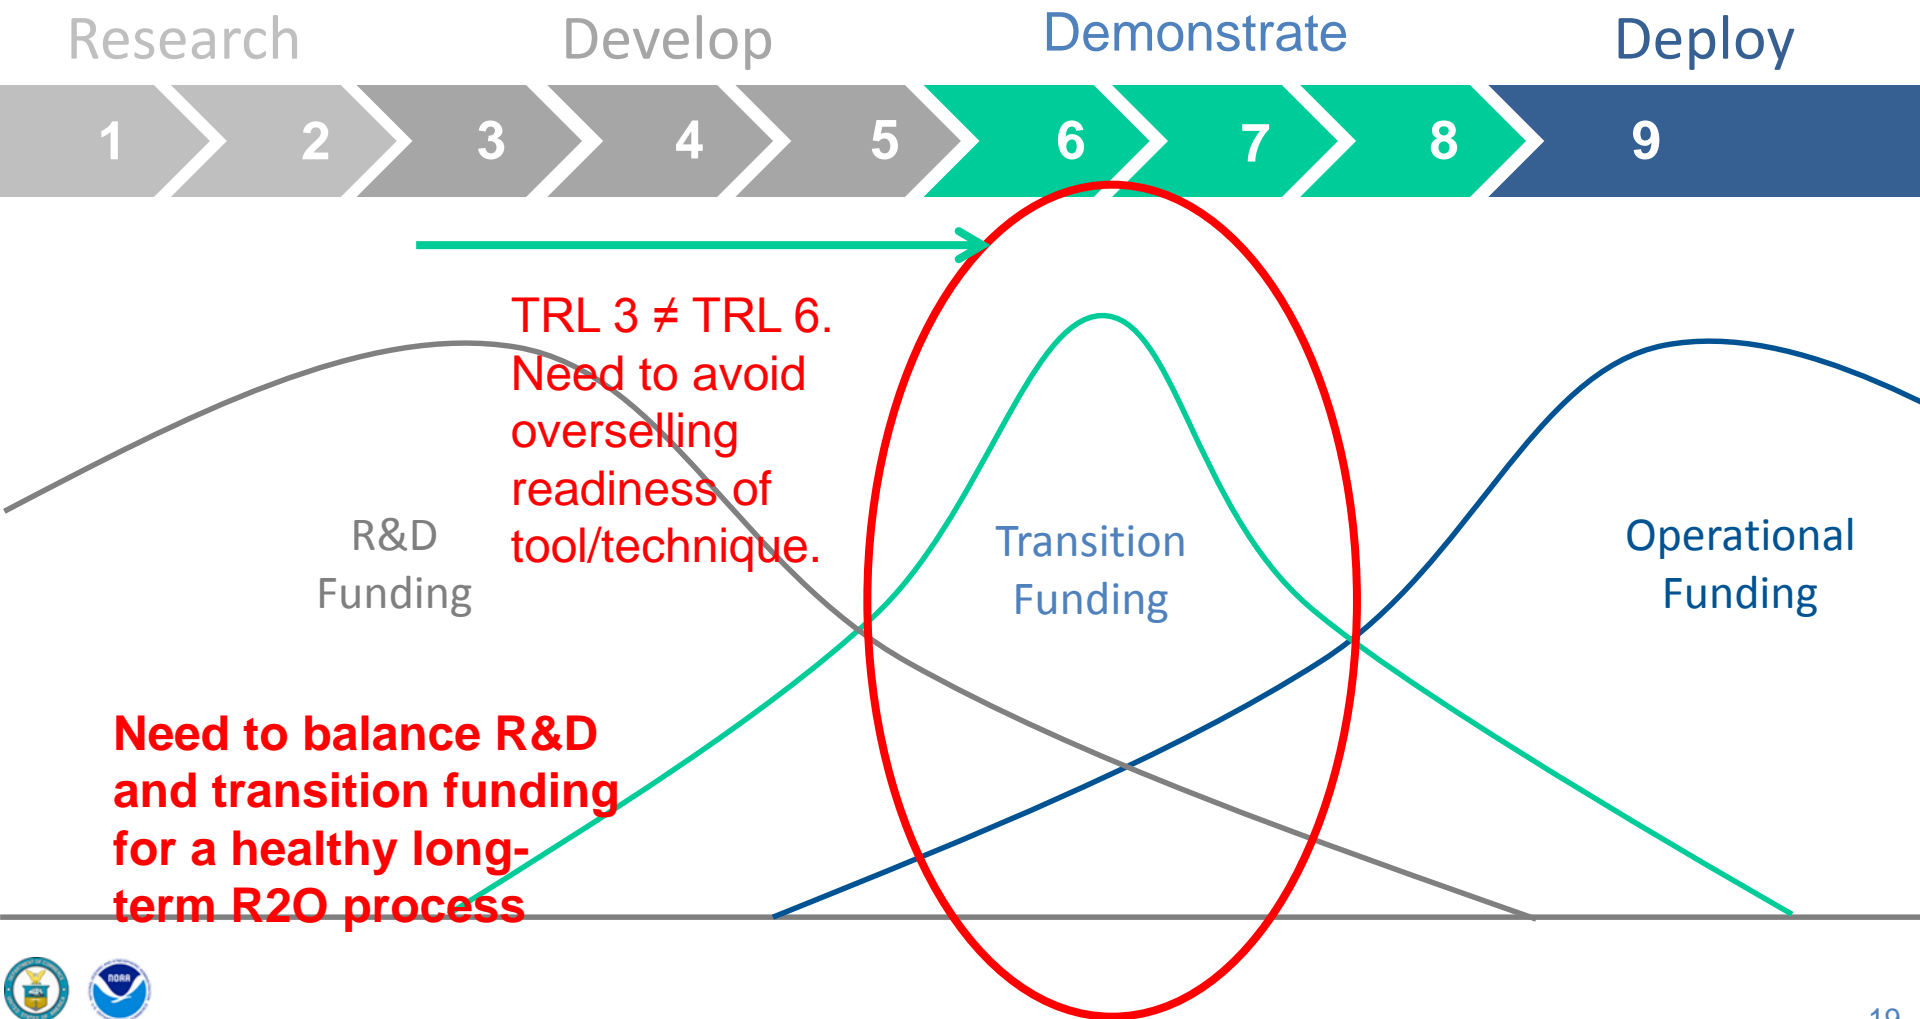 Research
Develop
Demonstrate
Deploy
1
2
3
4
5
6
7
8
9
TRL 3 ≠ TRL 6.
Need to avoid
overselling
readiness of
tool/technique.
R&D
Funding
Transition
Funding
Operational
Funding
Need to balance R&D
and transition funding
for a healthy long-
term R2O process
NOAA
19